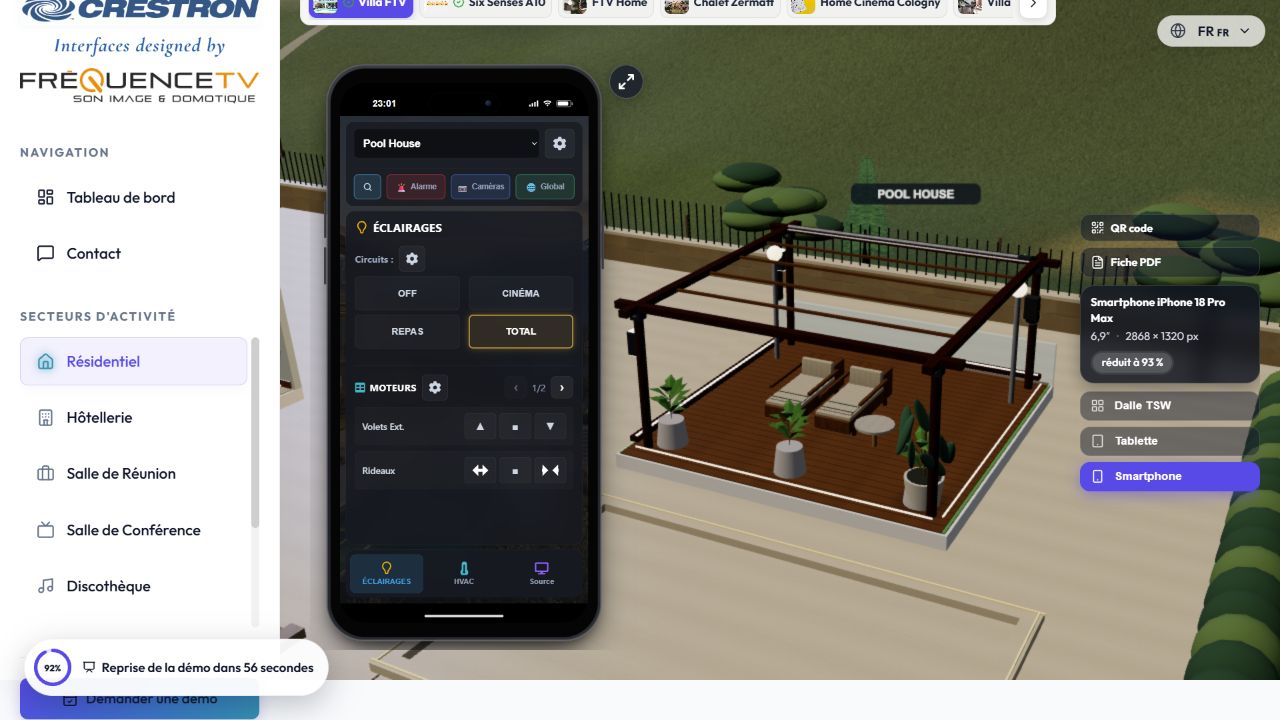 CRESTRON
Interfaces designed by
FRÉQUENCETV
SON IMAGE & DOMOTIQUE
NAVIGATION
Tableau de bord
Contact
SECTEURS D'ACTIVITÉ
Résidentiel
Hôtellerie
Salle de Réunion
Salle de Conférence
Discothèque
92%
Reprise de la démo dans 56 secondes
Demander une démo
Villa FTV
Six Senses A10
FTV Home
Chalet Zermatt
Home Cinema Cologny
Villa
FR FR
23:01
Pool House
Alarme
Caméras
Global
ÉCLAIRAGES
Circuits :
OFF
CINÉMA
REPAS
TOTAL
MOTEURS
1/2
Volets Ext.
Rideaux
ÉCLAIRAGES
HVAC
Source
POOL HOUSE
QR code
Fiche PDF
Smartphone iPhone 18 Pro
Max
6,9" · 2868 × 1320 px
réduit à 93 %
Dalle TSW
Tablette
Smartphone